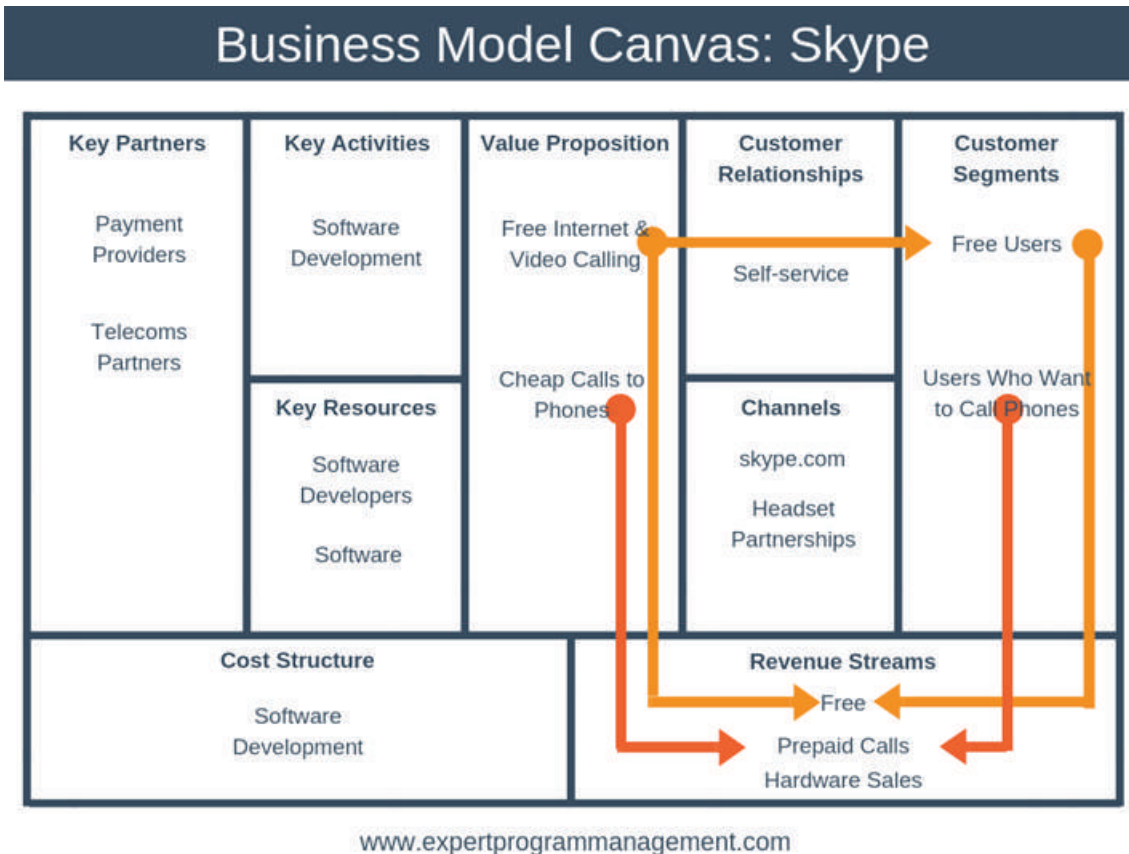 Business Model Canvas: Skype
Key Partners
Payment
Providers
Telecoms
Partners
Key Activities
Software
Development
Key Resources
Software
Developers
Software
Value Proposition
Free Internet &
Video Calling
Cheap Calls to
Phones
Customer
Relationships
Self-service
Channels
skype.com
Headset
Partnerships
Customer
Segments
Free Users
Users Who Want
to Call Phones
Cost Structure
Software
Development
Revenue Streams
Free
Prepaid Calls
Hardware Sales
www.expertprogrammanagement.com